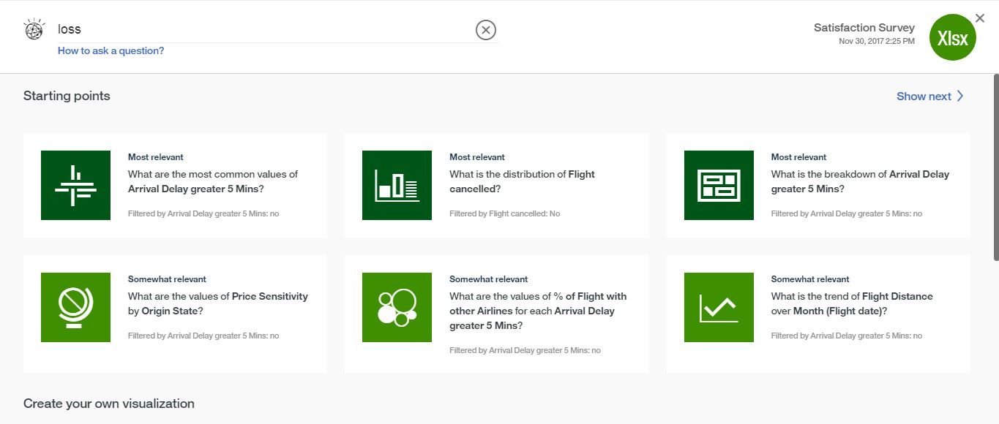 loss
How to ask a question?
Satisfaction Survey
Nov 30, 2017 2:25 PM
Xlsx
Starting points
Show next
Most relevant
What are the most common values of
Arrival Delay greater 5 Mins?
Filtered by Arrival Delay greater 5 Mins: no
Most relevant
What is the distribution of Flight
cancelled?
Filtered by Flight cancelled: No
Most relevant
What is the breakdown of Arrival Delay
greater 5 Mins?
Filtered by Arrival Delay greater 5 Mins: no
Somewhat relevant
What are the values of Price Sensitivity
by Origin State?
Filtered by Arrival Delay greater 5 Mins: no
Somewhat relevant
What are the values of % of Flight with
other Airlines for each Arrival Delay
greater 5 Mins?
Filtered by Arrival Delay greater 5 Mins: no
Somewhat relevant
What is the trend of Flight Distance
over Month (Flight date)?
Filtered by Arrival Delay greater 5 Mins: no
Create your own visualization